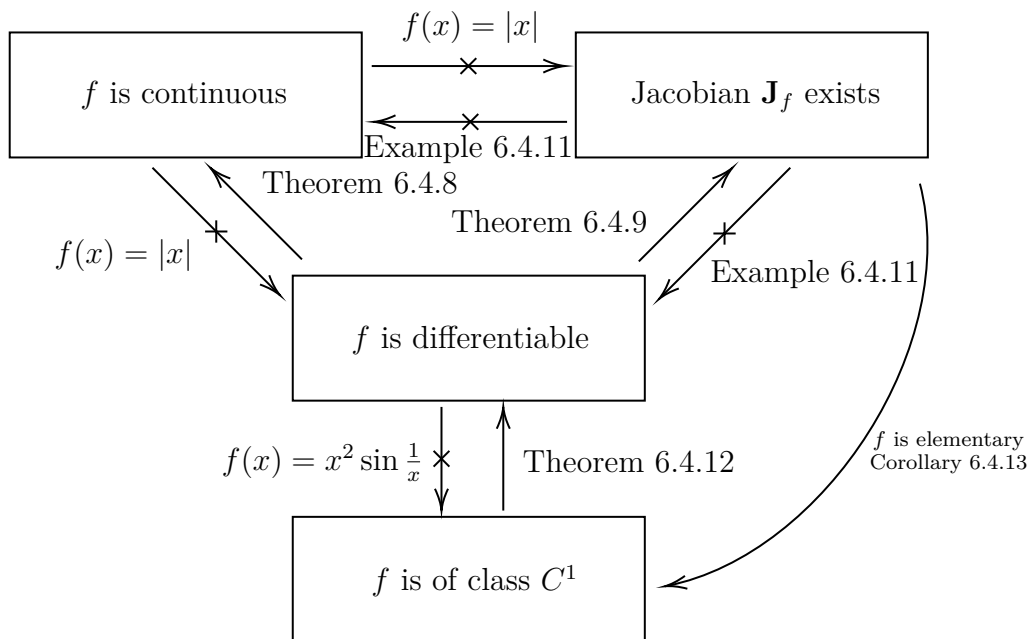 f(x) = |x|
f is continuous
Jacobian J_f exists
Example 6.4.11
Theorem 6.4.8
Theorem 6.4.9
f(x) = |x|
Example 6.4.11
f is differentiable
f(x) = x² sin 1/x
Theorem 6.4.12
f is elementary
Corollary 6.4.13
f is of class C¹